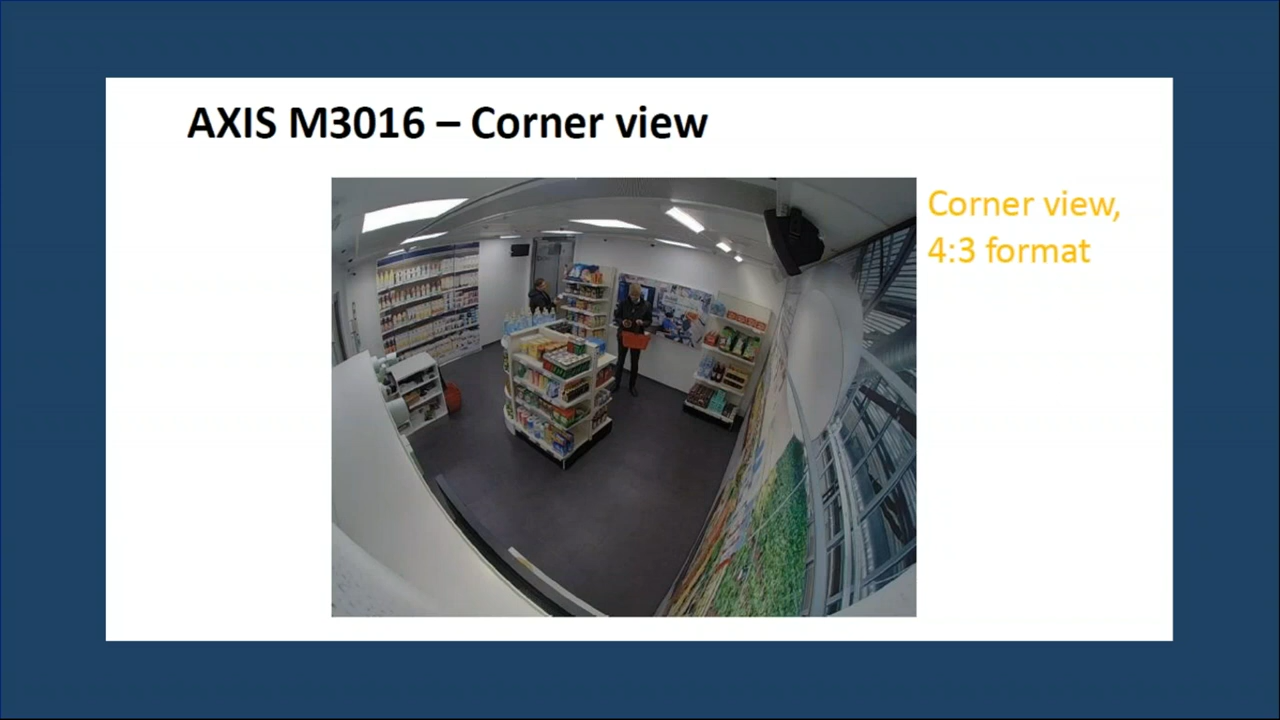 AXIS M3016 – Corner view
Corner view,
4:3 format